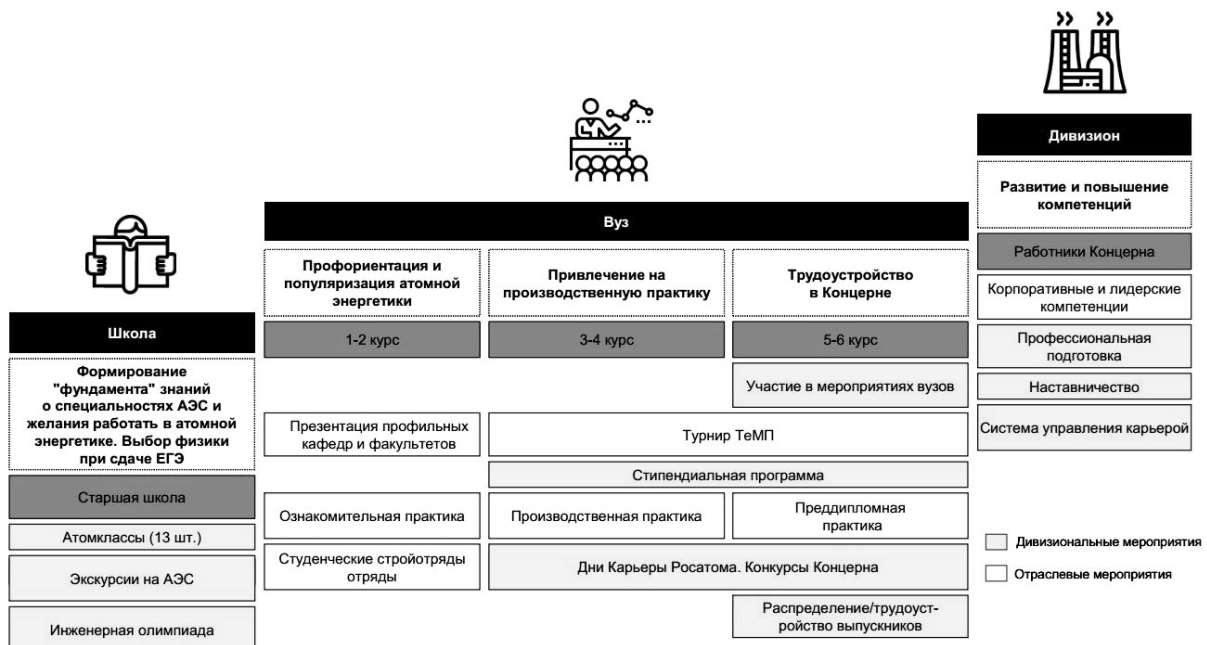 Школа
Формирование
"фундамента" знаний
о специальностях АЭС и
желания работать в атомной
энергетике. Выбор физики
при сдаче ЕГЭ
Старшая школа
Атомклассы (13 шт.)
Экскурсии на АЭС
Инженерная олимпиада
Вуз
Профориентация и
популяризация атомной
энергетики
1-2 курс
Презентация профильных
кафедр и факультетов
Ознакомительная практика
Студенческие стройотряды
отряды
Привлечение на
производственную практику
3-4 курс
Трудоустройство
в Концерне
5-6 курс
Участие в мероприятиях вузов
Турнир ТеМП
Стипендиальная программа
Производственная практика
Преддипломная
практика
Дни Карьеры Росатома. Конкурсы Концерна
Распределение/трудоуст-
ройство выпускников
Дивизион
Развитие и повышение
компетенций
Работники Концерна
Корпоративные и лидерские
компетенции
Профессиональная
подготовка
Наставничество
Система управления карьерой
Дивизиональные мероприятия
Отраслевые мероприятия